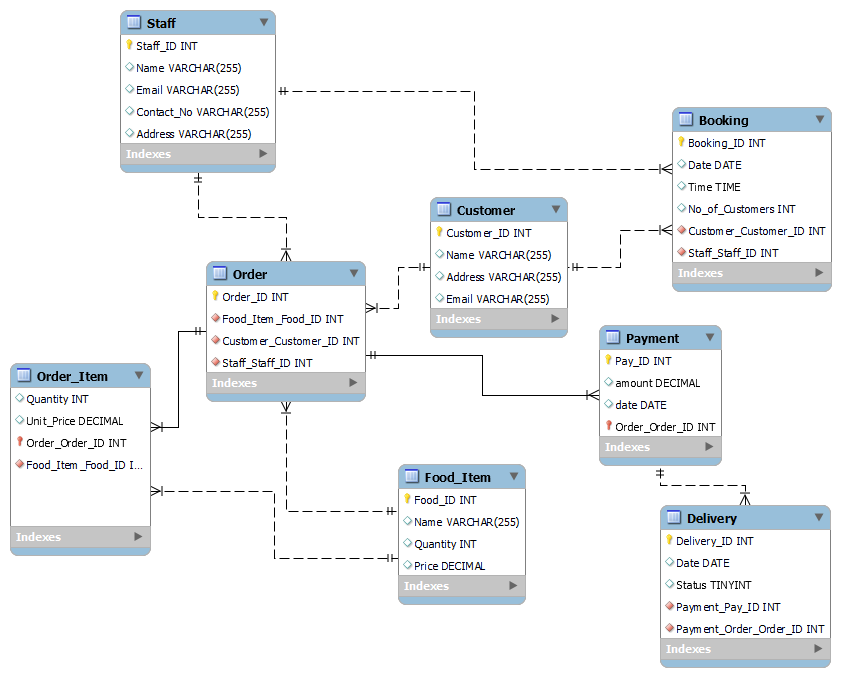 Staff
Staff_ID INT
Name VARCHAR(255)
Email VARCHAR(255)
Contact_No VARCHAR(255)
Address VARCHAR(255)
Indexes
Booking
Booking_ID INT
Date DATE
Time TIME
No_of_Customers INT
Customer_Customer_ID INT
Staff_Staff_ID INT
Indexes
Customer
Customer_ID INT
Name VARCHAR(255)
Address VARCHAR(255)
Email VARCHAR(255)
Indexes
Order
Order_ID INT
Food_Item_Food_ID INT
Customer_Customer_ID INT
Staff_Staff_ID INT
Indexes
Payment
Pay_ID INT
amount DECIMAL
date DATE
Order_Order_ID INT
Indexes
Order_Item
Quantity INT
Unit_Price DECIMAL
Order_Order_ID INT
Food_Item_Food_ID I...
Indexes
Food_Item
Food_ID INT
Name VARCHAR(255)
Quantity INT
Price DECIMAL
Indexes
Delivery
Delivery_ID INT
Date DATE
Status TINYINT
Payment_Pay_ID INT
Payment_Order_Order_ID INT
Indexes